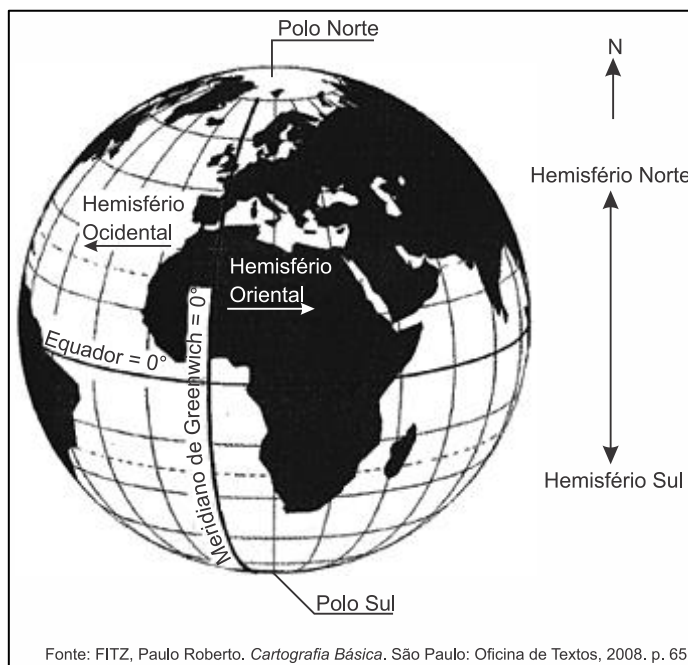 Polo Norte
N
Hemisfério Norte
Hemisfério
Ocidental
Hemisfério
Oriental
Equador = 0°
Meridiano de Greenwich = 0°
Hemisfério Sul
Polo Sul
Fonte: FITZ, Paulo Roberto. Cartografia Básica. São Paulo: Oficina de Textos, 2008. p. 65